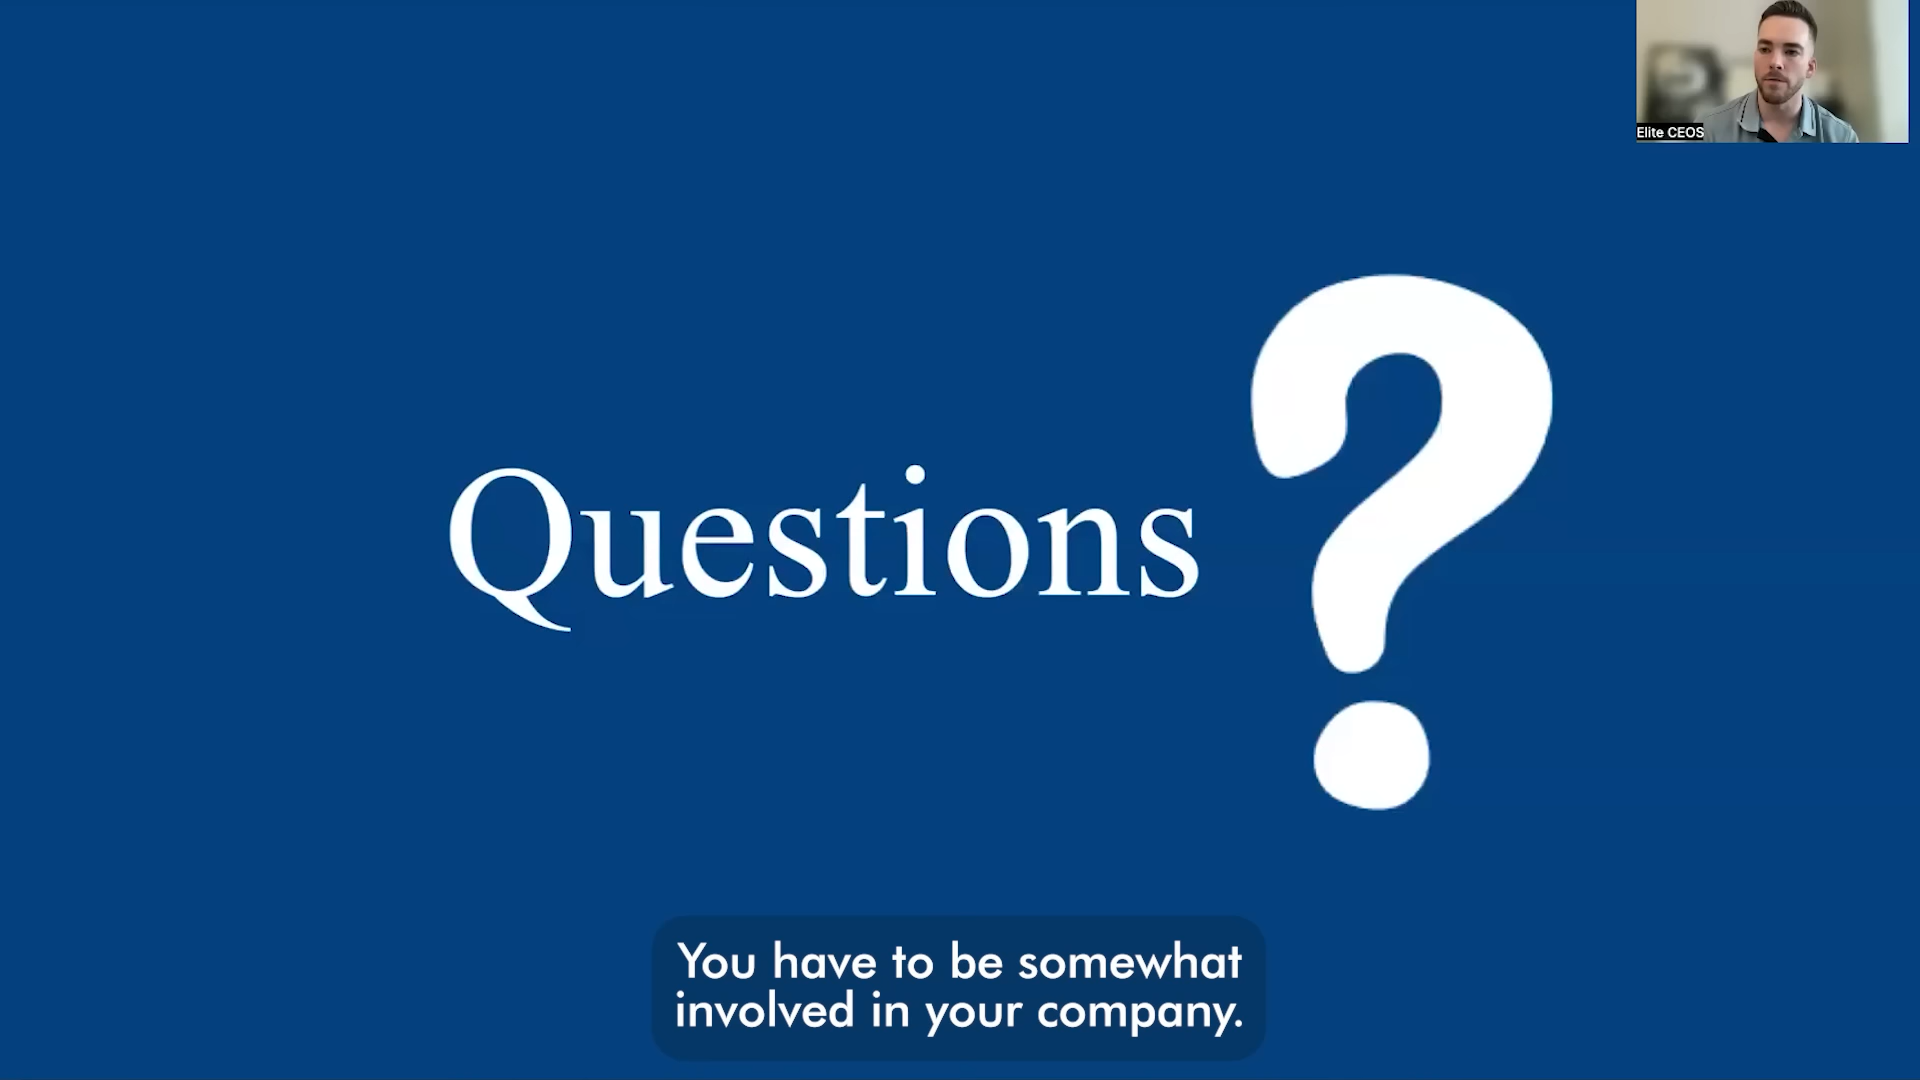 Elite CEOS
Questions ?
You have to be somewhat
involved in your company.